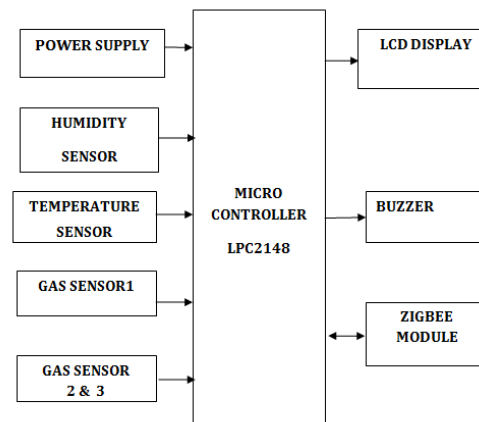 POWER SUPPLY
HUMIDITY
SENSOR
TEMPERATURE
SENSOR
GAS SENSOR1
GAS SENSOR
2 & 3
MICRO
CONTROLLER
LPC2148
LCD DISPLAY
BUZZER
ZIGBEE
MODULE